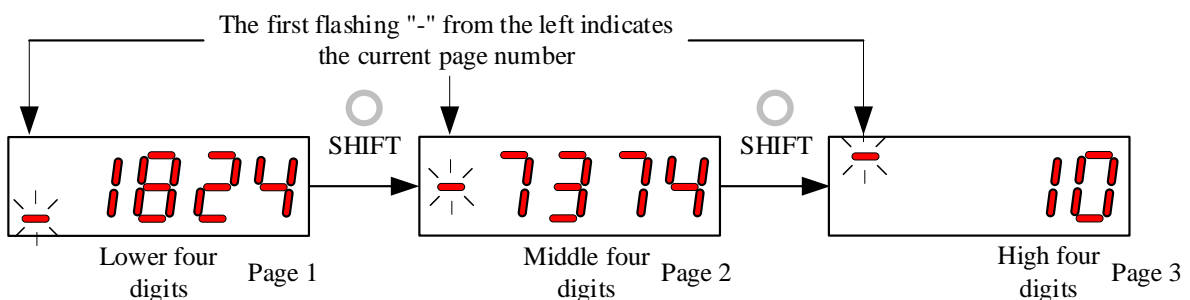 The first flashing "-" from the left indicates
the current page number
SHIFT
SHIFT
- 1824
- 7374
- 10
Lower four
digits
Page 1
Middle four
digits
Page 2
High four
digits
Page 3